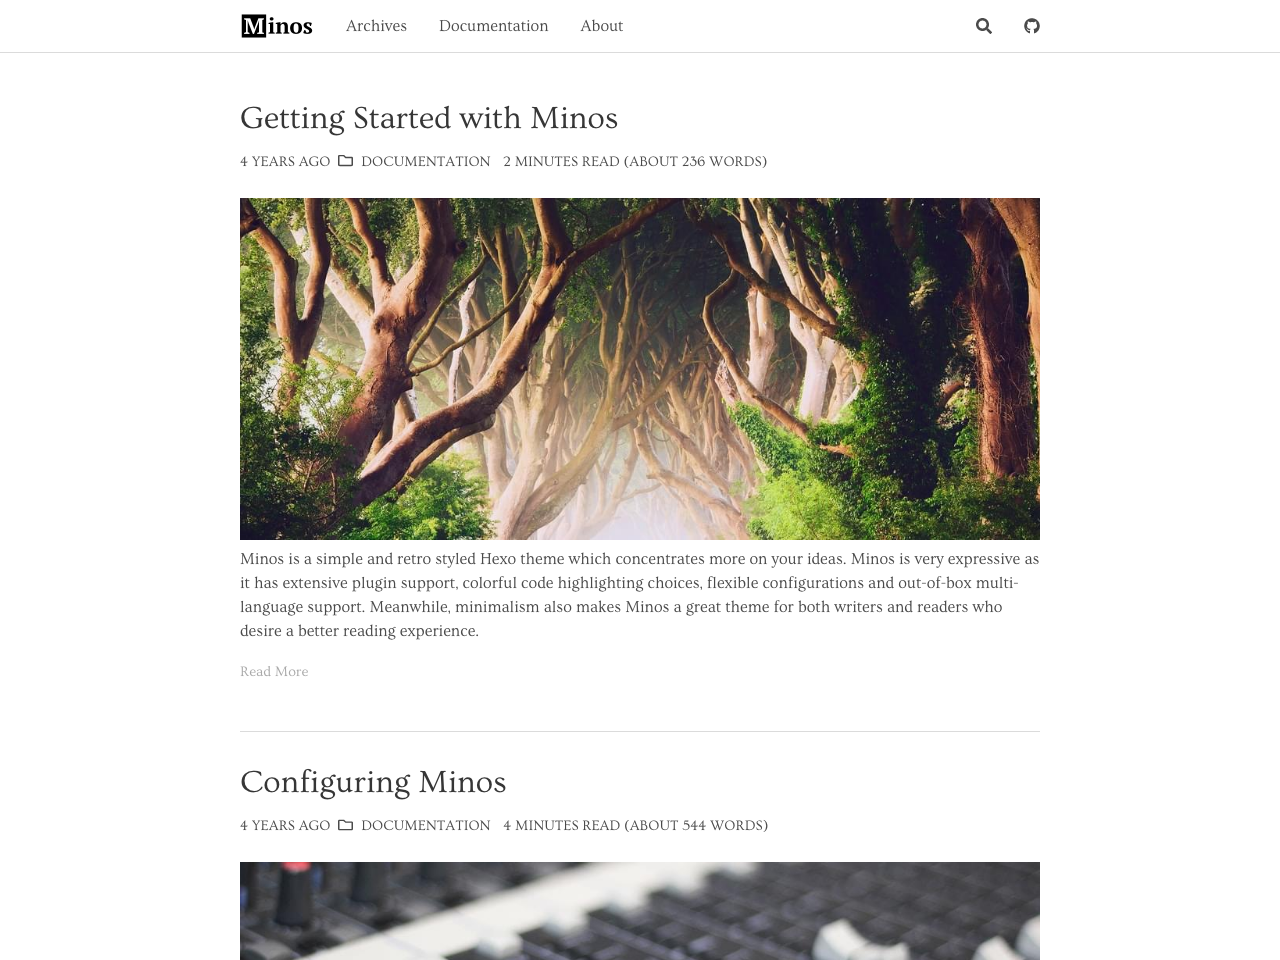 Minos Archives Documentation About
Getting Started with Minos
4 YEARS AGO DOCUMENTATION 2 MINUTES READ (ABOUT 236 WORDS)
Minos is a simple and retro styled Hexo theme which concentrates more on your ideas. Minos is very expressive as
it has extensive plugin support, colorful code highlighting choices, flexible configurations and out-of-box multi-
language support. Meanwhile, minimalism also makes Minos a great theme for both writers and readers who
desire a better reading experience.
Read More
Configuring Minos
4 YEARS AGO DOCUMENTATION 4 MINUTES READ (ABOUT 544 WORDS)